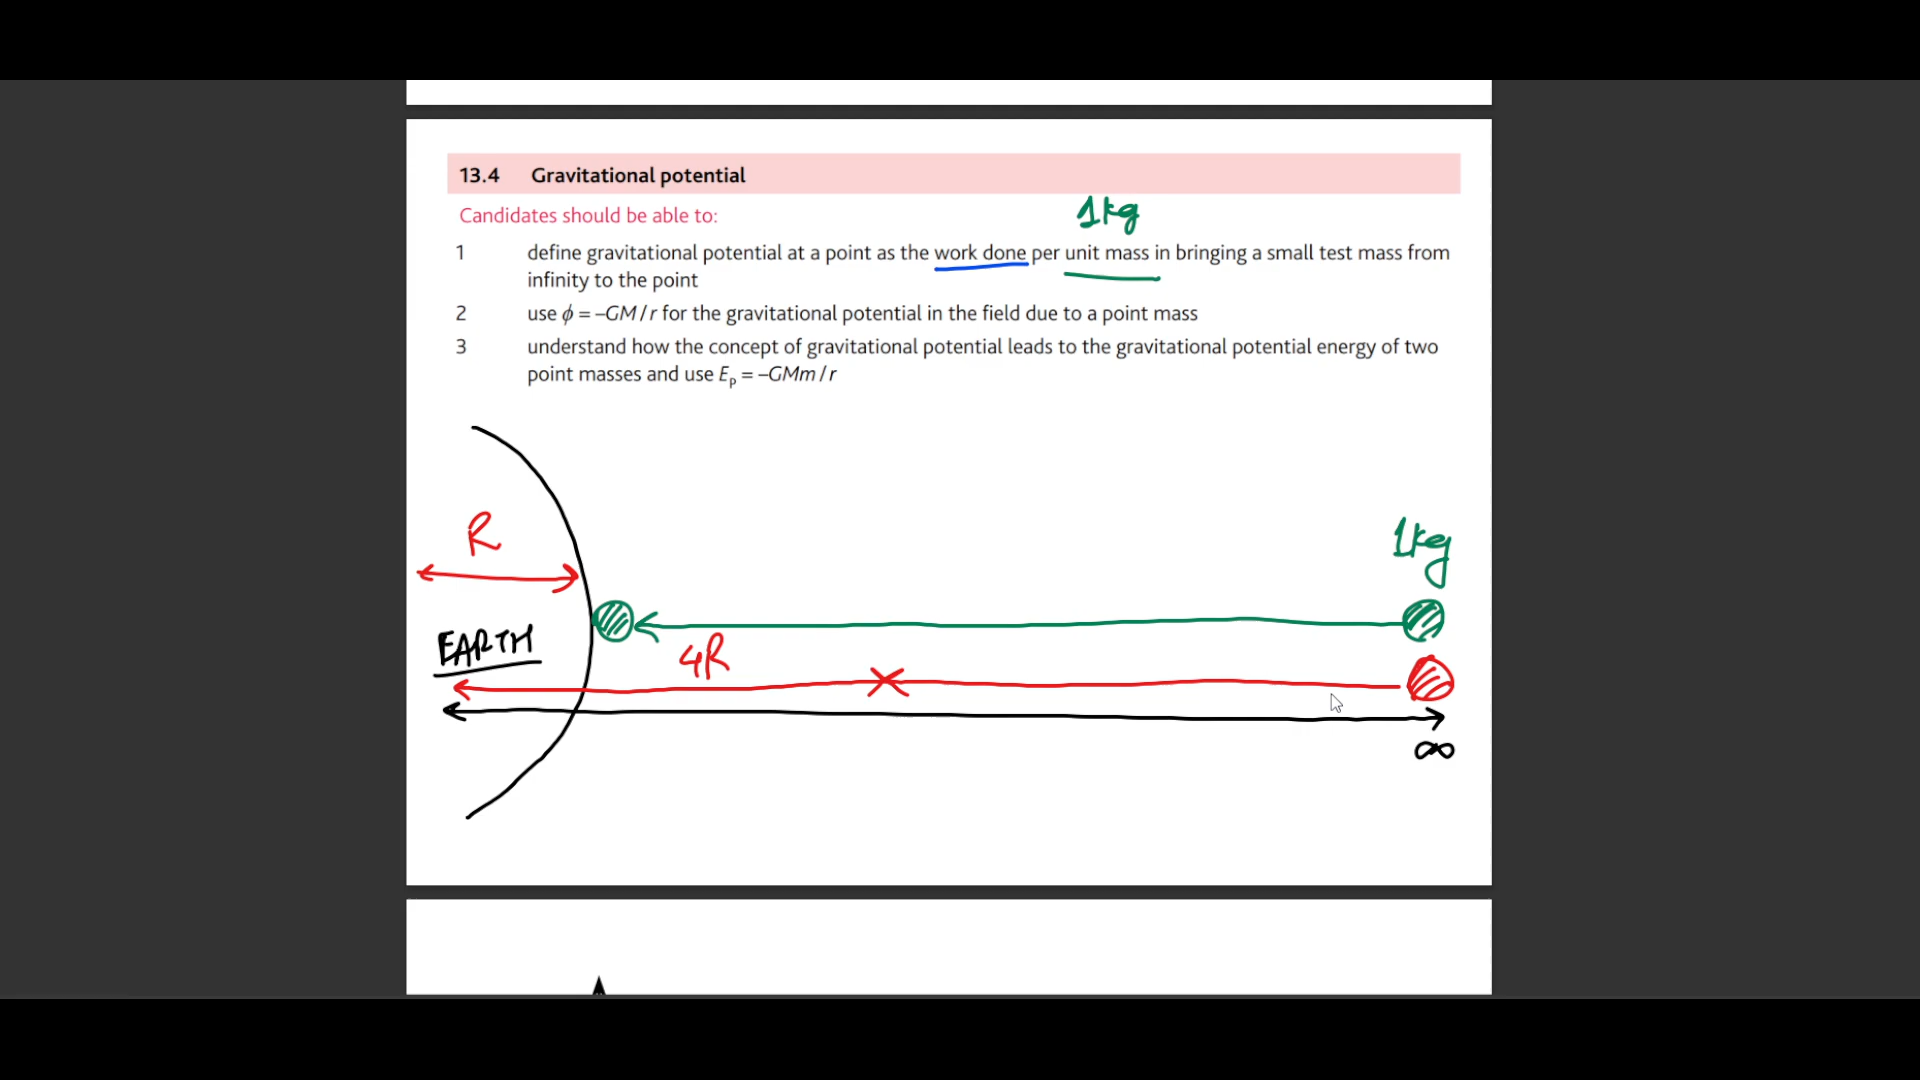 13.4 Gravitational potential
Candidates should be able to:
1kg
1 define gravitational potential at a point as the work done per unit mass in bringing a small test mass from
infinity to the point
2 use ϕ = –GM / r for the gravitational potential in the field due to a point mass
3 understand how the concept of gravitational potential leads to the gravitational potential energy of two
point masses and use Eₚ = –GMm / r
R
1kg
EARTH
4R
∞